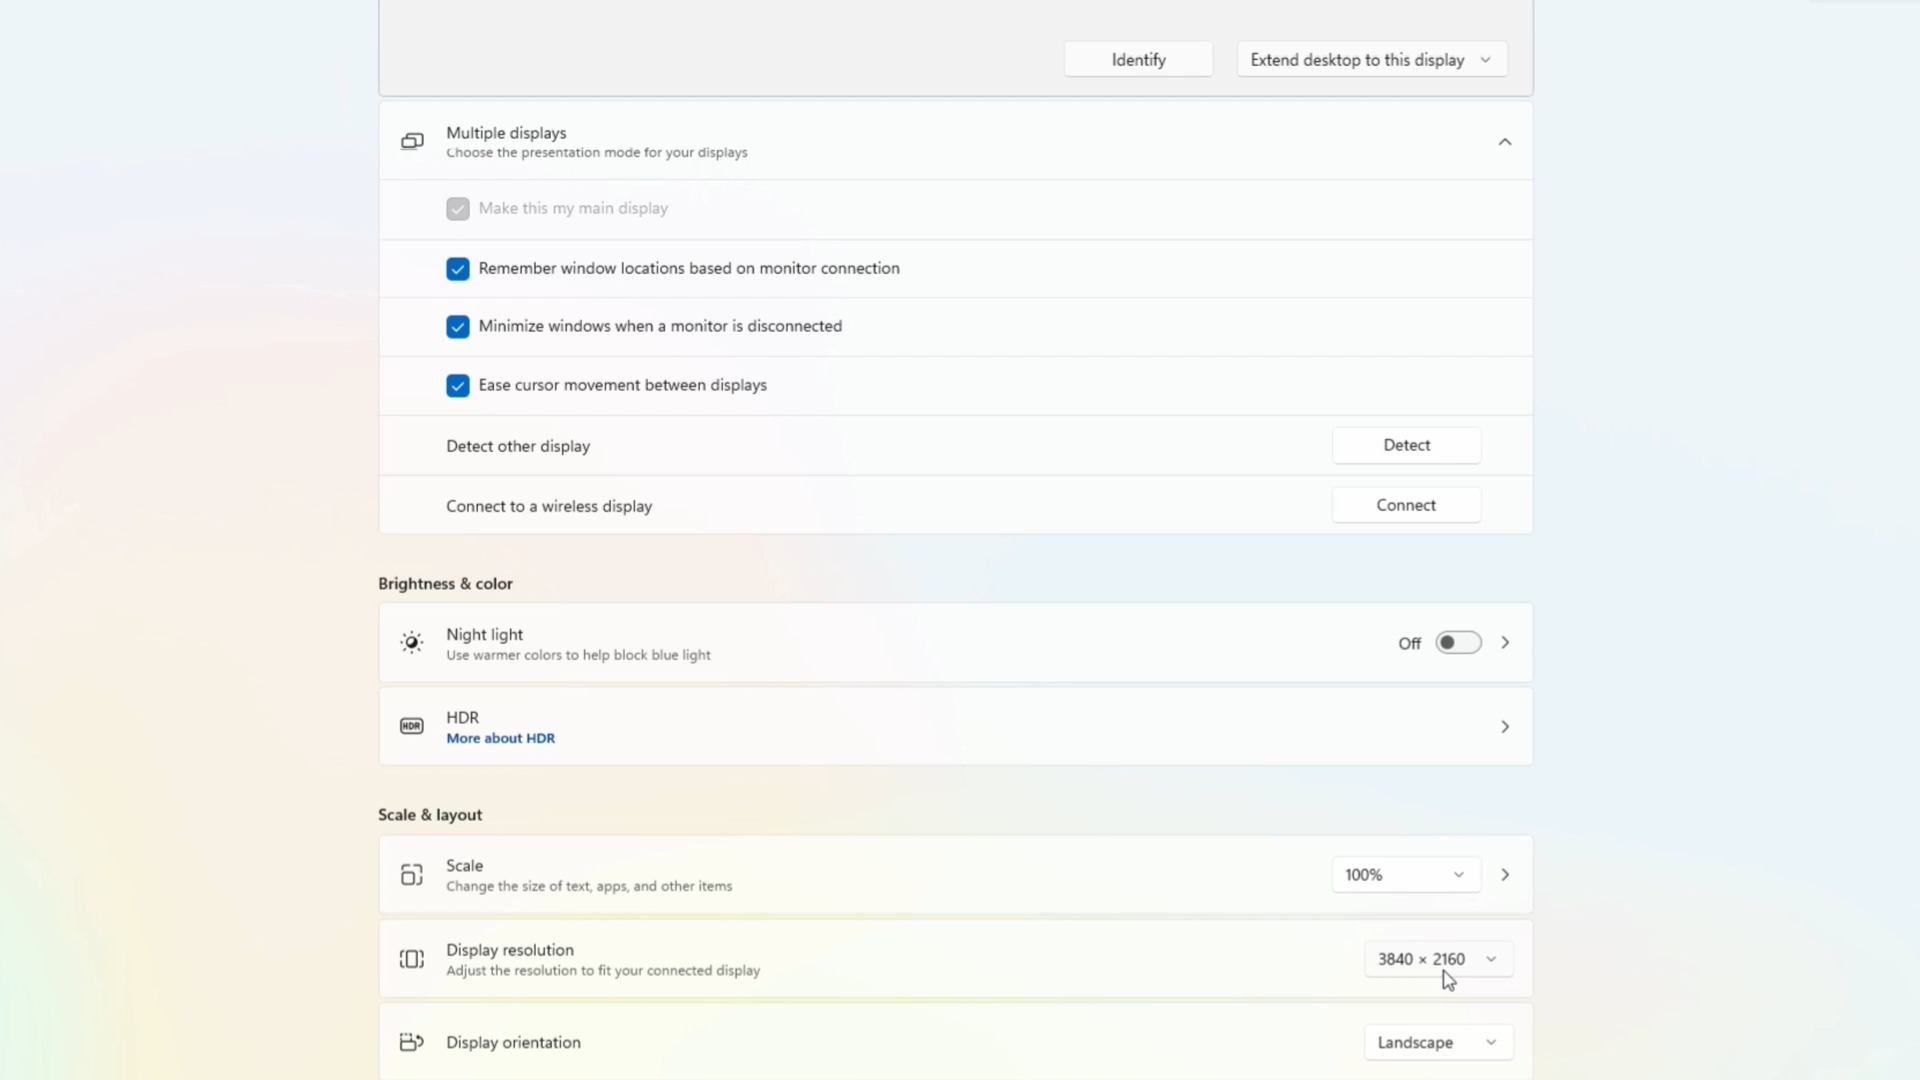 Identify
Extend desktop to this display
Multiple displays
Choose the presentation mode for your displays
Make this my main display
Remember window locations based on monitor connection
Minimize windows when a monitor is disconnected
Ease cursor movement between displays
Detect other display
Detect
Connect to a wireless display
Connect
Brightness & color
Night light
Use warmer colors to help block blue light
Off
HDR
HDR
More about HDR
Scale & layout
Scale
Change the size of text, apps, and other items
100%
Display resolution
Adjust the resolution to fit your connected display
3840 × 2160
Display orientation
Landscape